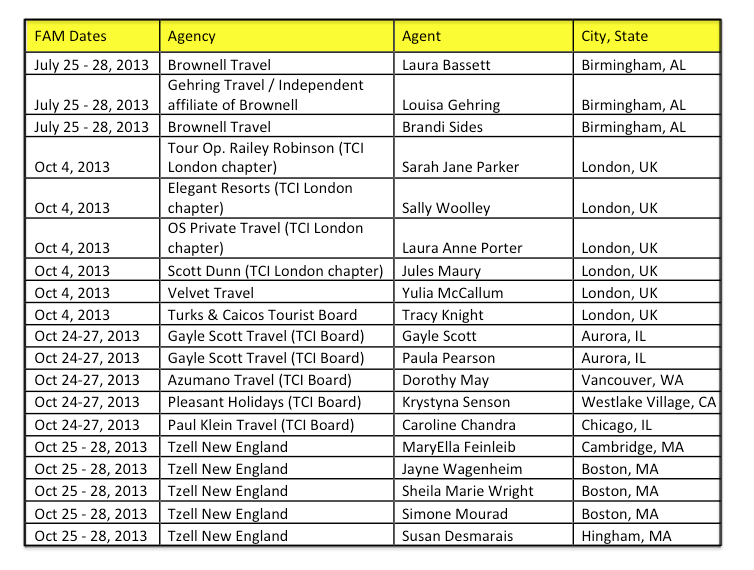 FAM Dates Agency Agent City, State
July 25 - 28, 2013 Brownell Travel Laura Bassett Birmingham, AL
Gehring Travel / Independent
July 25 - 28, 2013 affiliate of Brownell Louisa Gehring Birmingham, AL
July 25 - 28, 2013 Brownell Travel Brandi Sides Birmingham, AL
Tour Op. Railey Robinson (TCI
Oct 4, 2013 London chapter) Sarah Jane Parker London, UK
Elegant Resorts (TCI London
Oct 4, 2013 chapter) Sally Woolley London, UK
OS Private Travel (TCI London
Oct 4, 2013 chapter) Laura Anne Porter London, UK
Oct 4, 2013 Scott Dunn (TCI London chapter) Jules Maury London, UK
Oct 4, 2013 Velvet Travel Yulia McCallum London, UK
Oct 4, 2013 Turks & Caicos Tourist Board Tracy Knight London, UK
Oct 24-27, 2013 Gayle Scott Travel (TCI Board) Gayle Scott Aurora, IL
Oct 24-27, 2013 Gayle Scott Travel (TCI Board) Paula Pearson Aurora, IL
Oct 24-27, 2013 Azumano Travel (TCI Board) Dorothy May Vancouver, WA
Oct 24-27, 2013 Pleasant Holidays (TCI Board) Krystyna Senson Westlake Village, CA
Oct 24-27, 2013 Paul Klein Travel (TCI Board) Caroline Chandra Chicago, IL
Oct 25 - 28, 2013 Tzell New England MaryElla Feinleib Cambridge, MA
Oct 25 - 28, 2013 Tzell New England Jayne Wagenheim Boston, MA
Oct 25 - 28, 2013 Tzell New England Sheila Marie Wright Boston, MA
Oct 25 - 28, 2013 Tzell New England Simone Mourad Boston, MA
Oct 25 - 28, 2013 Tzell New England Susan Desmarais Hingham, MA